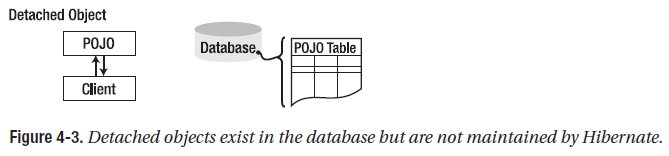 Detached Object
POJO
Client
Database
POJO Table
Figure 4-3. Detached objects exist in the database but are not maintained by Hibernate.